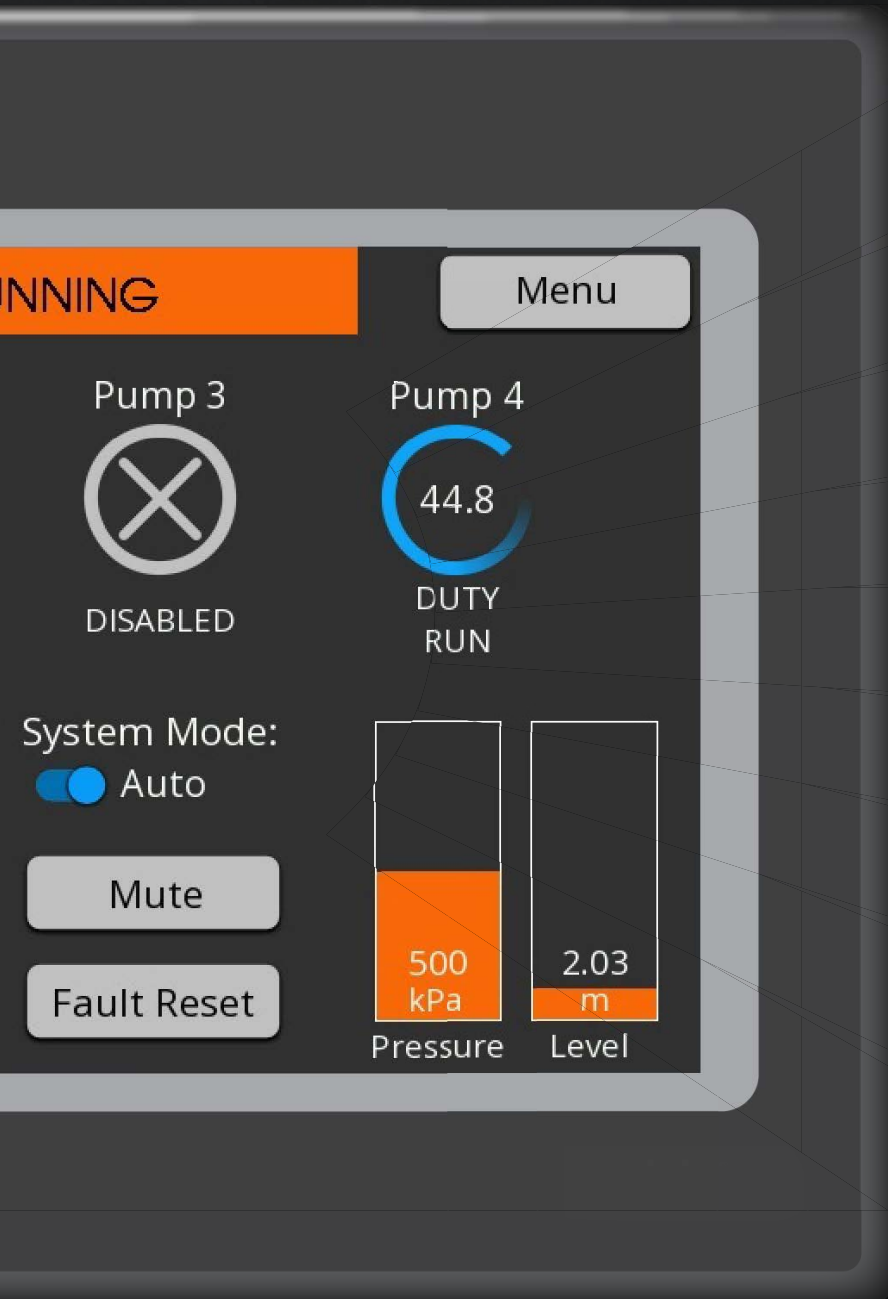 UNNING
Menu
Pump 3
Pump 4
44.8
DISABLED
DUTY
RUN
System Mode:
Auto
Mute
Fault Reset
500
kPa
2.03
m
Pressure
Level